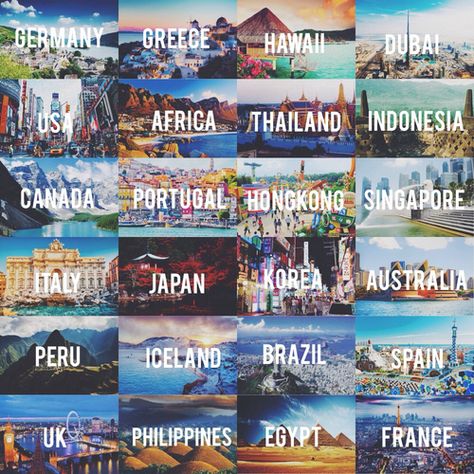 GERMANY
GREECE
HAWAII
DUBAI
USA
AFRICA
THAILAND
INDONESIA
CANADA
PORTUGAL
HONGKONG
SINGAPORE
ITALY
JAPAN
KOREA
AUSTRALIA
PERU
ICELAND
BRAZIL
SPAIN
UK
PHILIPPINES
EGYPT
FRANCE